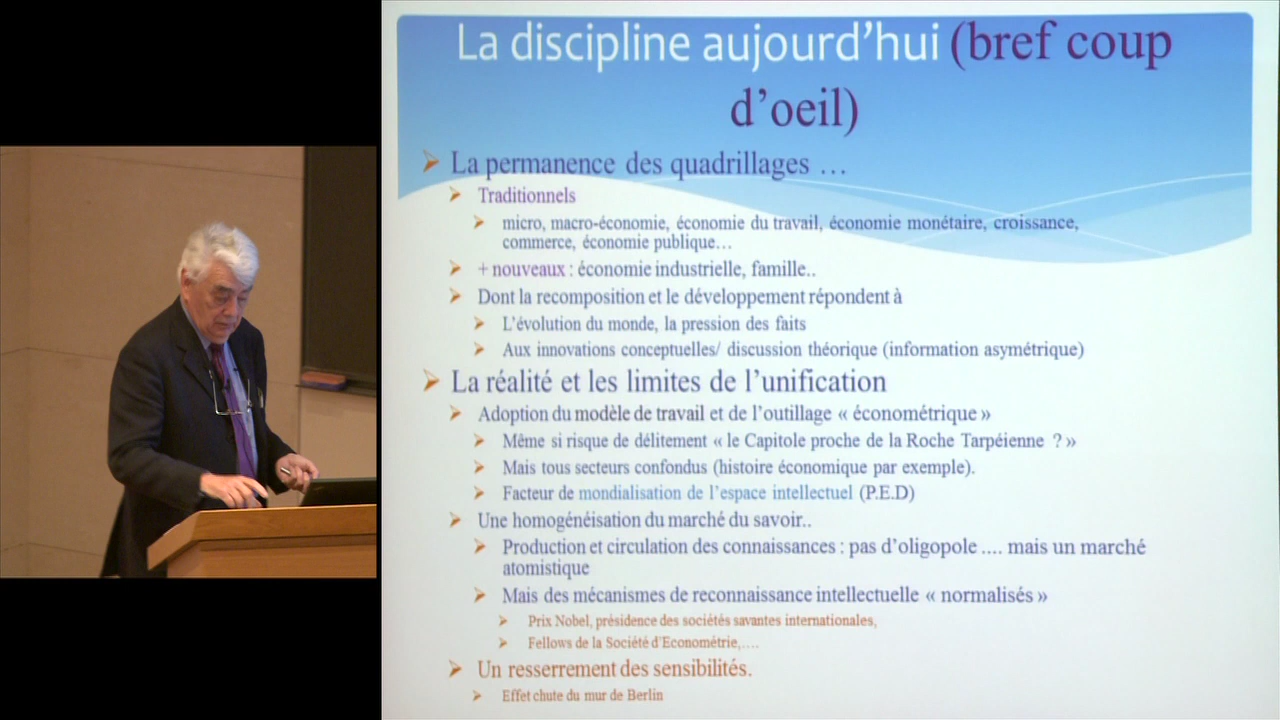 La discipline aujourd’hui (bref coup
d’oeil)
La permanence des quadrillages …
Traditionnels
micro, macro-économie, économie du travail, économie monétaire, croissance,
commerce, économie publique…
+ nouveaux : économie industrielle, famille..
Dont la recomposition et le développement répondent à
L’évolution du monde, la pression des faits
Aux innovations conceptuelles/ discussion théorique (information asymétrique)
La réalité et les limites de l’unification
Adoption du modèle de travail et de l’outillage « économétrique »
Même si risque de délitement « le Capitole proche de la Roche Tarpéienne ? »
Mais tous secteurs confondus (histoire économique par exemple).
Facteur de mondialisation de l’espace intellectuel (P.E.D)
Une homogénéisation du marché du savoir..
Production et circulation des connaissances : pas d’oligopole .... mais un marché
atomistique
Mais des mécanismes de reconnaissance intellectuelle « normalisés »
Prix Nobel, présidence des sociétés savantes internationales,
Fellows de la Société d’Econométrie,….
Un resserrement des sensibilités.
Effet chute du mur de Berlin